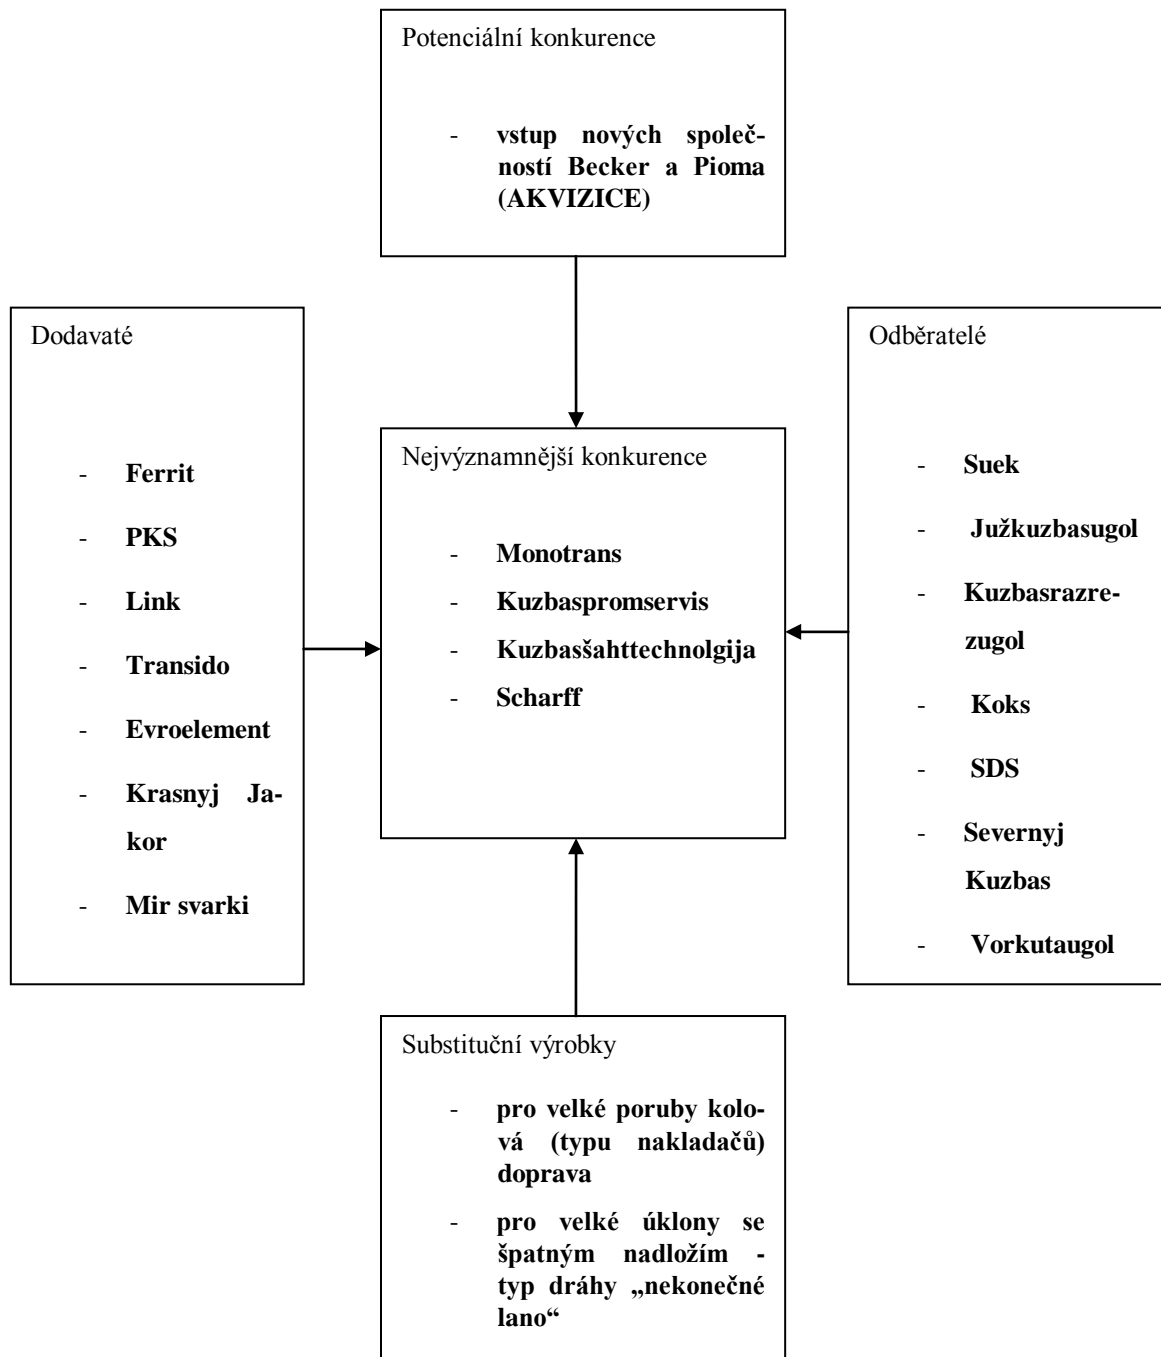 Potenciální konkurence
- vstup nových společ-
ností Becker a Pioma
(AKVIZICE)
Dodavaté
- Ferrit
- PKS
- Link
- Transido
- Evroelement
- Krasnyj Ja-
kor
- Mir svarki
Nejvýznamnější konkurence
- Monotrans
- Kuzbaspromservis
- Kuzbasšahttechnolgija
- Scharff
Odběratelé
- Suek
- Južkuzbasugol
- Kuzbasrazre-
zugol
- Koks
- SDS
- Severnyj
Kuzbas
- Vorkutaugol
Substituční výrobky
- pro velké poruby kolo-
vá (typu nakladačů)
doprava
- pro velké úklony se
špatným nadložím -
typ dráhy „nekonečné
lano“